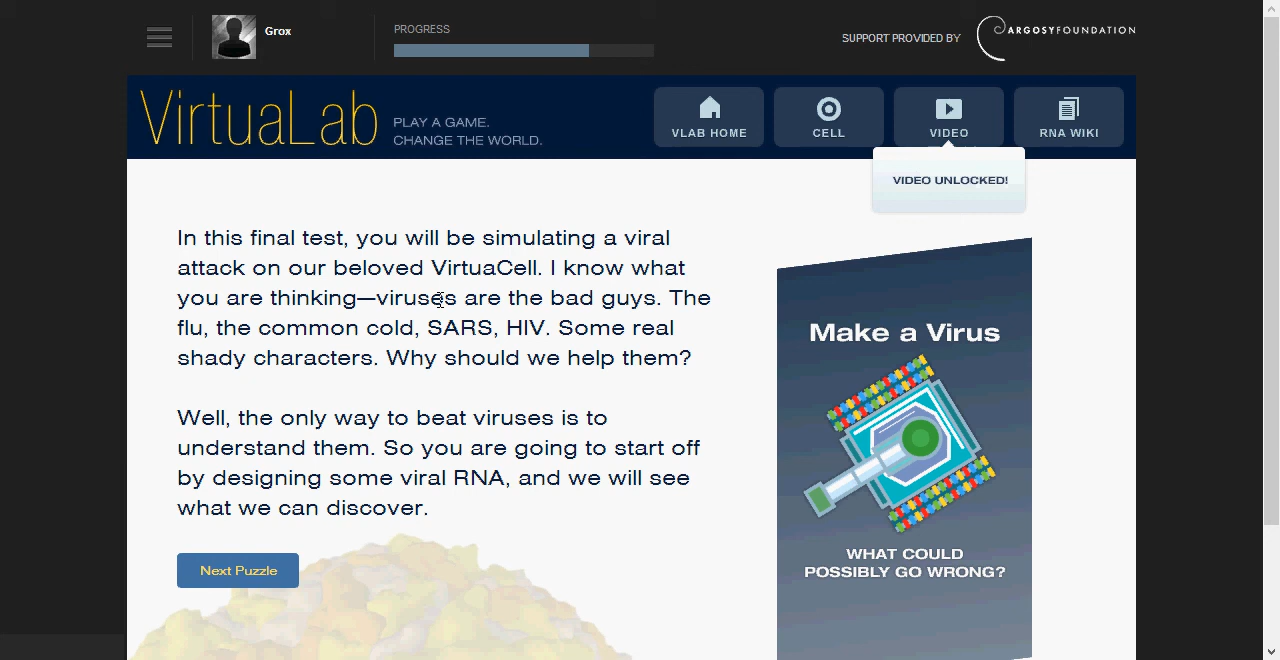 Grox
PROGRESS
SUPPORT PROVIDED BY
ARGOSYFOUNDATION
VirtuaLab
PLAY A GAME.
CHANGE THE WORLD.
VLAB HOME
CELL
VIDEO
RNA WIKI
VIDEO UNLOCKED!
In this final test, you will be simulating a viral
attack on our beloved VirtuaCell. I know what
you are thinking—viruses are the bad guys. The
flu, the common cold, SARS, HIV. Some real
shady characters. Why should we help them?
Well, the only way to beat viruses is to
understand them. So you are going to start off
by designing some viral RNA, and we will see
what we can discover.
Next Puzzle
Make a Virus
WHAT COULD
POSSIBLY GO WRONG?